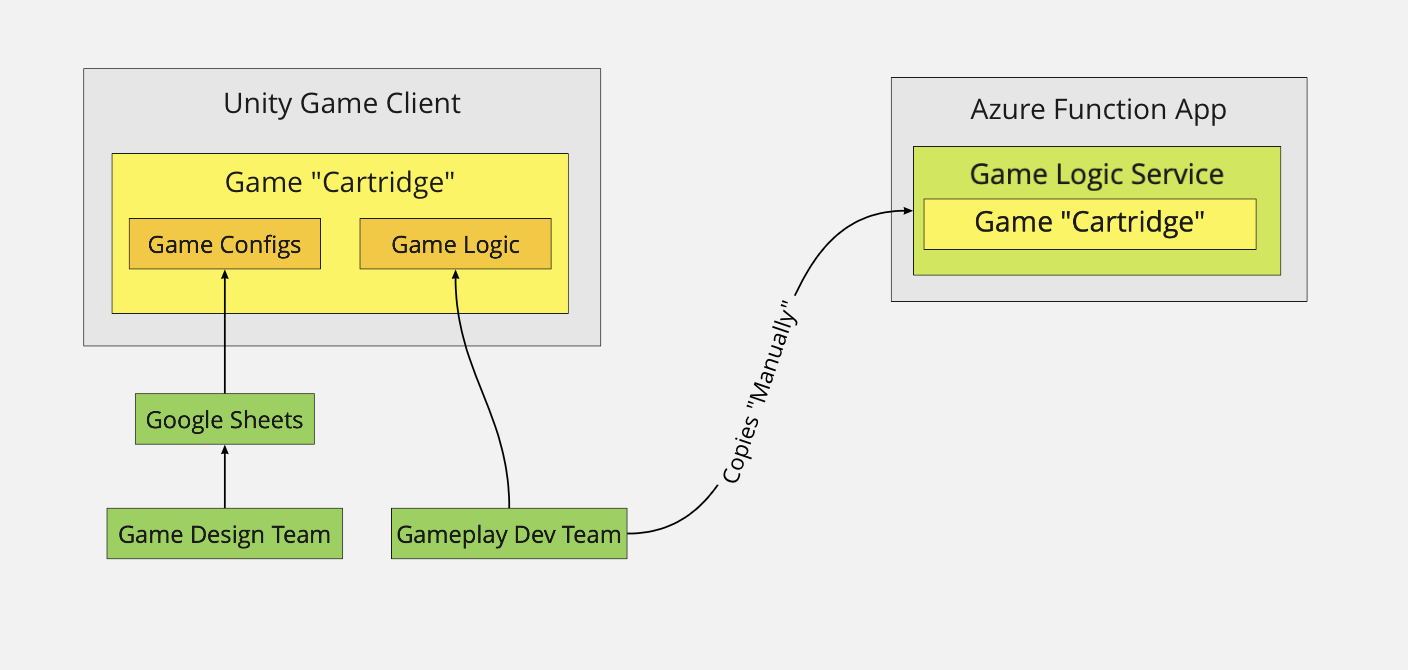 Unity Game Client
Game "Cartridge"
Game Configs
Game Logic
Google Sheets
Game Design Team
Gameplay Dev Team
Copies "Manually"
Azure Function App
Game Logic Service
Game "Cartridge"